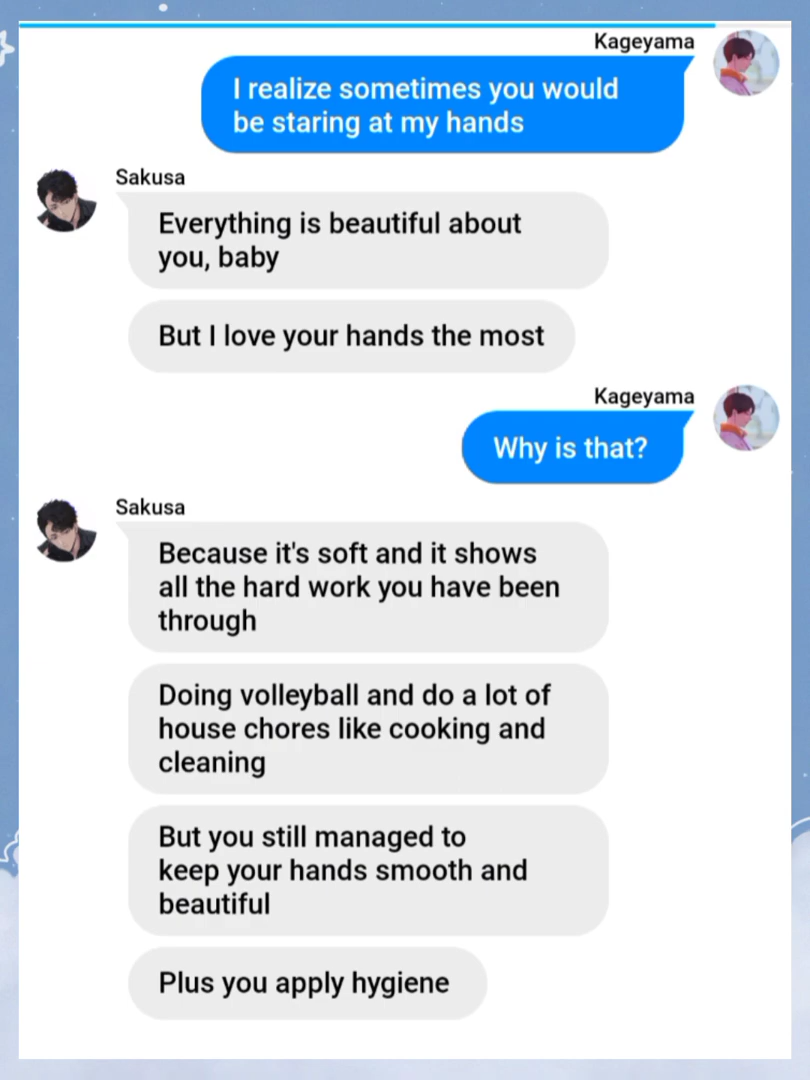 Kageyama
I realize sometimes you would
be staring at my hands
Sakusa
Everything is beautiful about
you, baby
But I love your hands the most
Kageyama
Why is that?
Sakusa
Because it's soft and it shows
all the hard work you have been
through
Doing volleyball and do a lot of
house chores like cooking and
cleaning
But you still managed to
keep your hands smooth and
beautiful
Plus you apply hygiene